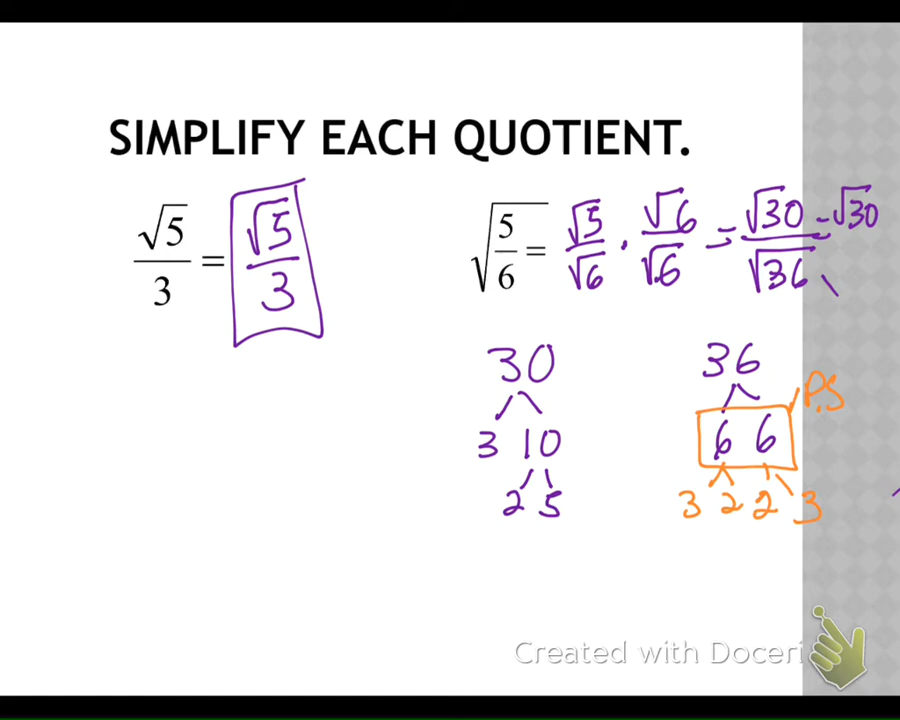 SIMPLIFY EACH QUOTIENT.
√5/3 = √5/3
√(5/6) = √5/√6 · √6/√6 = √30/√36 = √30
30
3 10
2 5
36
6 6
P.S
3 2 2 3
Created with Doceri